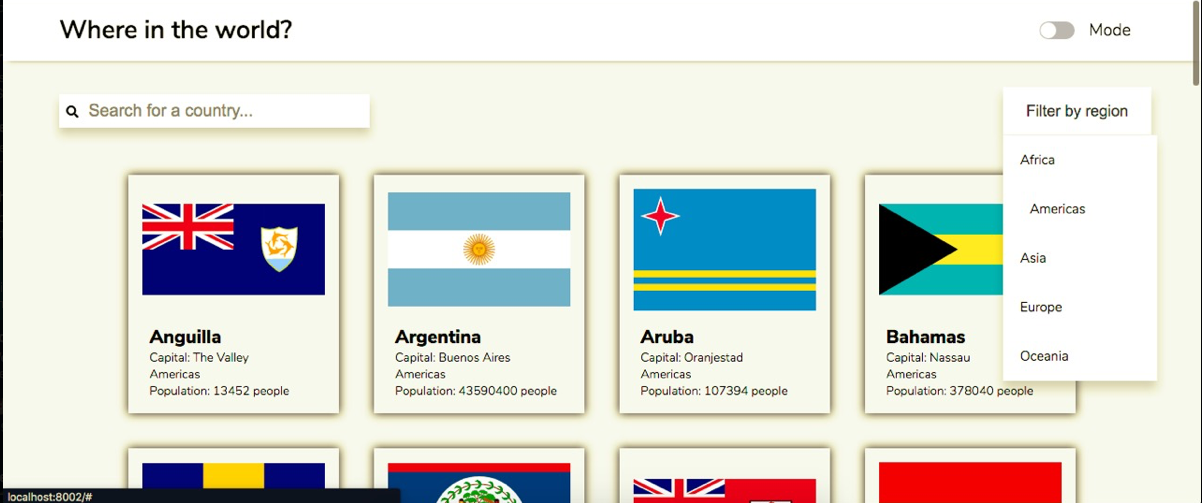 Where in the world?
Mode
Search for a country...
Filter by region
Africa
Americas
Asia
Europe
Oceania
Anguilla
Capital: The Valley
Americas
Population: 13452 people
Argentina
Capital: Buenos Aires
Americas
Population: 43590400 people
Aruba
Capital: Oranjestad
Americas
Population: 107394 people
Bahamas
Capital: Nassau
Americas
Population: 378040 people
localhost:8002/#